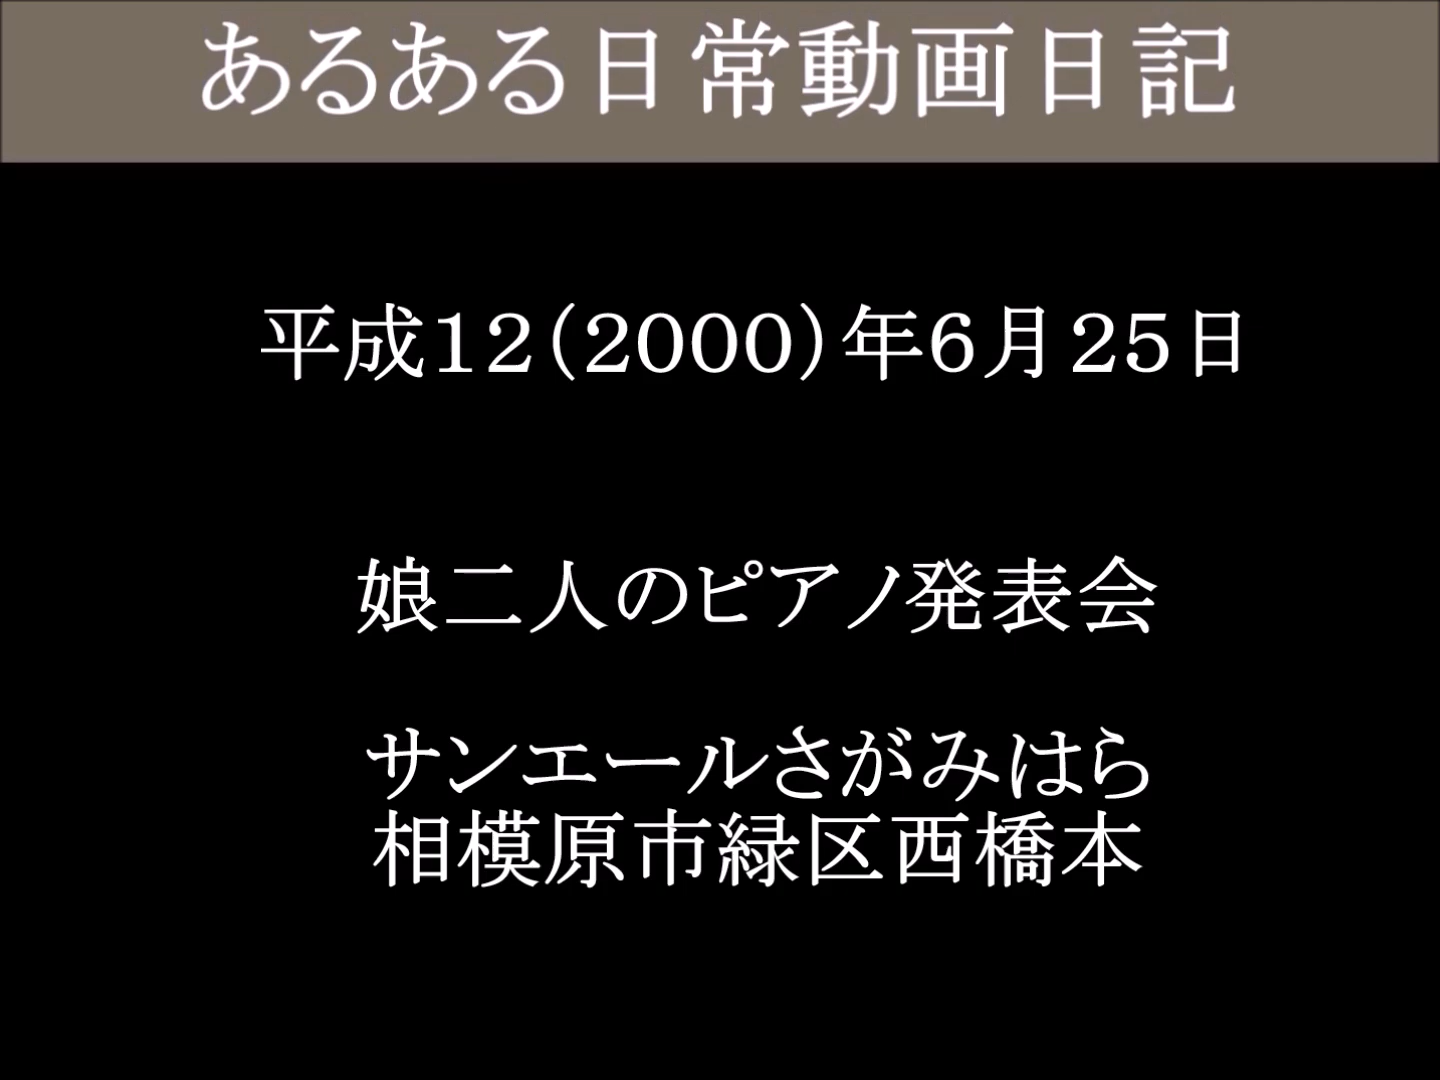 あるある日常動画日記
平成１２（２０００）年６月２５日
娘二人のピアノ発表会
サンエールさがみはら
相模原市緑区西橋本